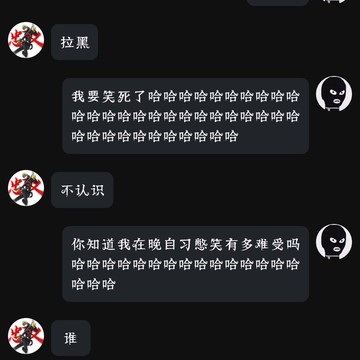 拉黑
我要笑死了哈哈哈哈哈哈哈哈哈哈
哈哈哈哈哈哈哈哈哈哈哈哈哈哈哈
哈哈哈哈哈哈哈哈哈哈哈
不认识
你知道我在晚自习憋笑有多难受吗
哈哈哈哈哈哈哈哈哈哈哈哈哈哈哈
哈哈哈
谁